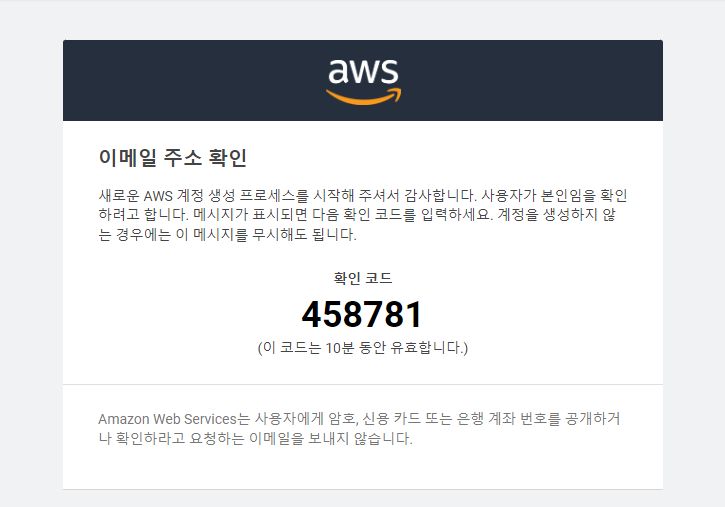 aws
이메일 주소 확인
새로운 AWS 계정 생성 프로세스를 시작해 주셔서 감사합니다. 사용자가 본인임을 확인
하려고 합니다. 메시지가 표시되면 다음 확인 코드를 입력하세요. 계정을 생성하지 않
는 경우에는 이 메시지를 무시해도 됩니다.
확인 코드
458781
(이 코드는 10분 동안 유효합니다.)
Amazon Web Services는 사용자에게 암호, 신용 카드 또는 은행 계좌 번호를 공개하거
나 확인하라고 요청하는 이메일을 보내지 않습니다.